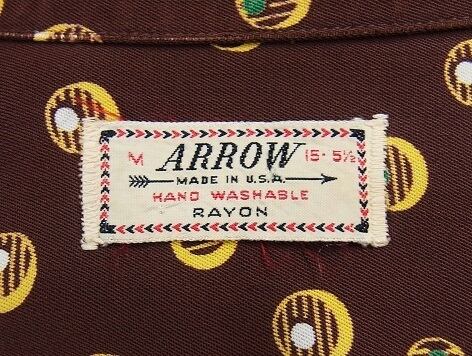 M ARROW 15-5½
MADE IN U.S.A.
HAND WASHABLE
RAYON